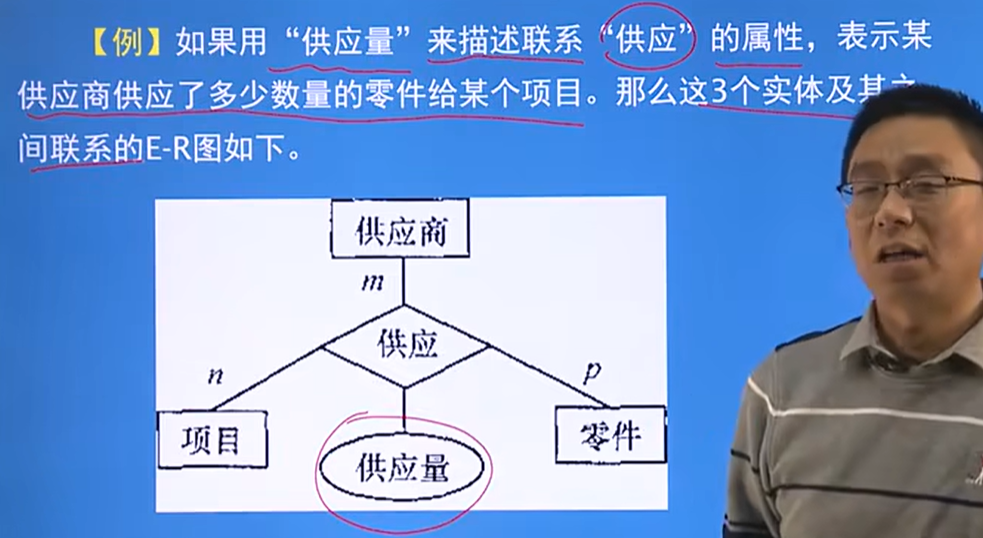 【例】如果用“供应量”来描述联系“供应”的属性，表示某
供应商供应了多少数量的零件给某个项目。那么这3个实体及其之
间联系的E-R图如下。
供应商
m
供应
n
p
项目
零件
供应量